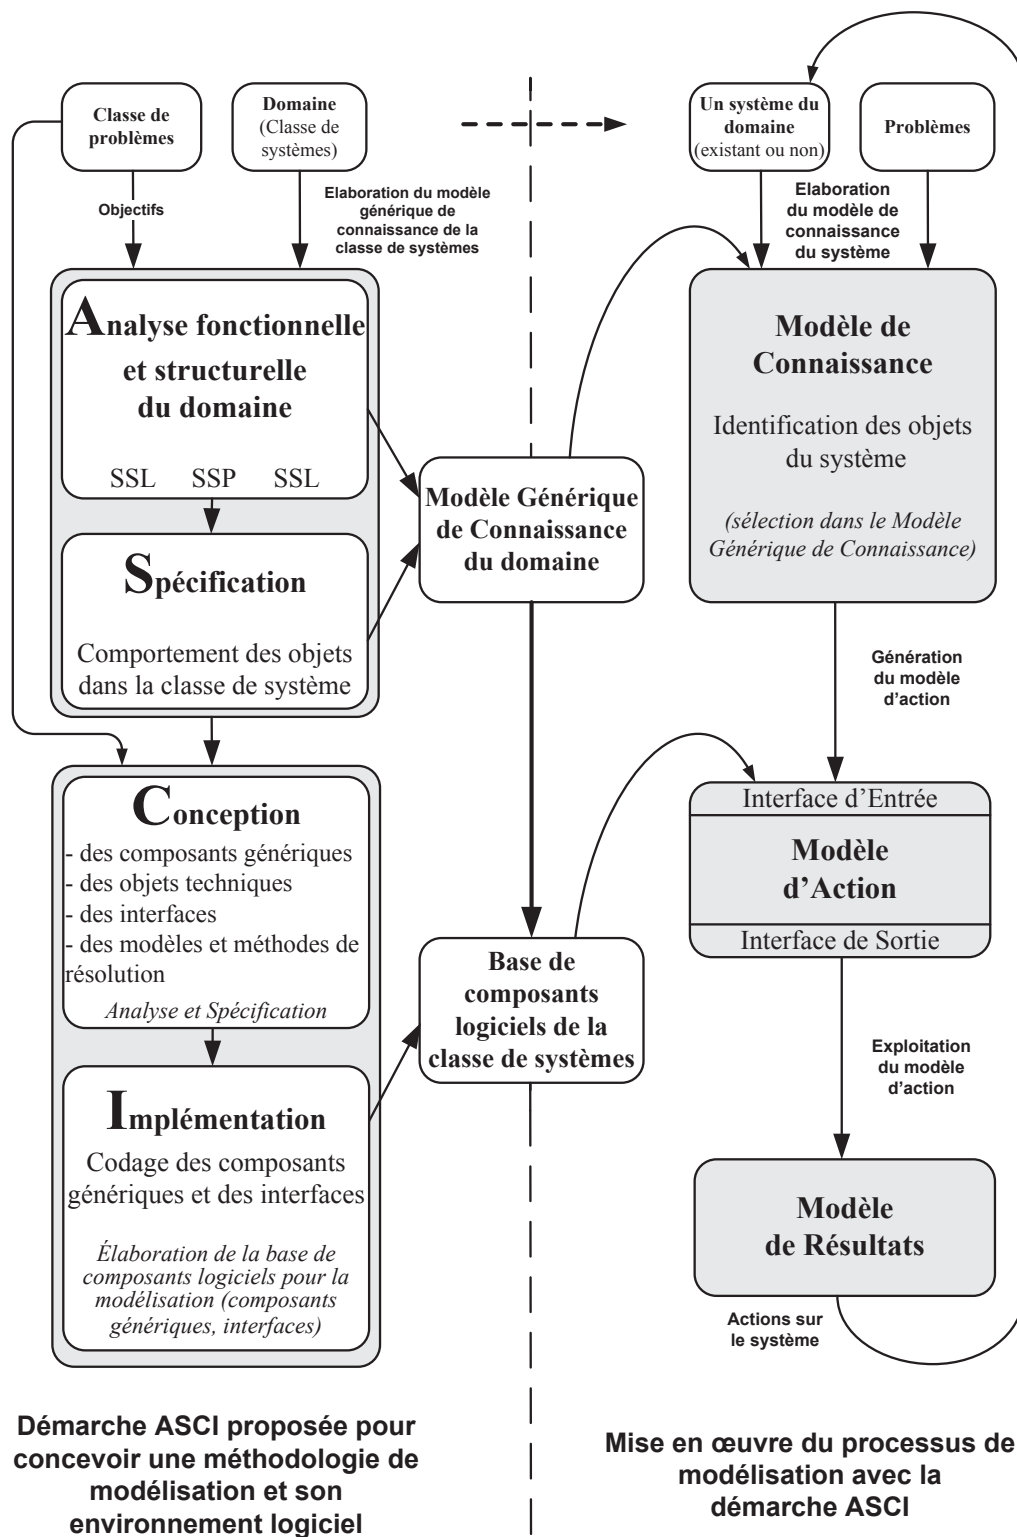 Classe de
problèmes
Domaine
(Classe de
systèmes)
Objectifs
Elaboration du modèle
générique de
connaissance de la
classe de systèmes
Analyse fonctionnelle
et structurelle
du domaine
SSL SSP SSL
Spécification
Comportement des objets
dans la classe de système
Conception
- des composants génériques
- des objets techniques
- des interfaces
- des modèles et méthodes de
résolution
Analyse et Spécification
Implémentation
Codage des composants
génériques et des interfaces
Élaboration de la base de
composants logiciels pour la
modélisation (composants
génériques, interfaces)
Modèle Générique
de Connaissance
du domaine
Base de
composants
logiciels de la
classe de systèmes
Un système du
domaine
(existant ou non)
Problèmes
Elaboration
du modèle de
connaissance
du système
Modèle de
Connaissance
Identification des objets
du système
(sélection dans le Modèle
Générique de Connaissance)
Génération
du modèle
d'action
Interface d'Entrée
Modèle
d'Action
Interface de Sortie
Exploitation
du modèle
d'action
Modèle
de Résultats
Actions sur
le système
Démarche ASCI proposée pour
concevoir une méthodologie de
modélisation et son
environnement logiciel
Mise en œuvre du processus de
modélisation avec la
démarche ASCI